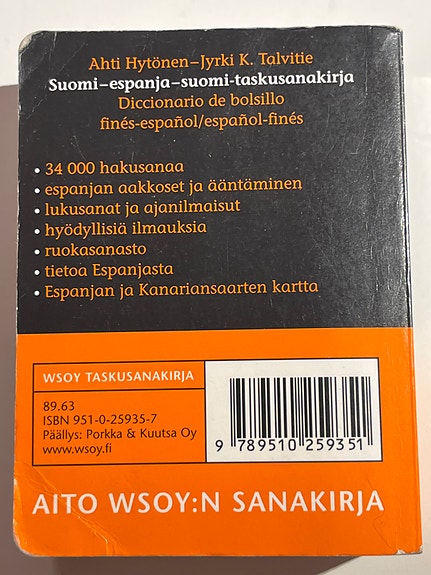 Ahti Hytönen–Jyrki K. Talvitie
Suomi–espanja–suomi-taskusanakirja
Diccionario de bolsillo
finés-español/español-finés
• 34 000 hakusanaa
• espanjan aakkoset ja ääntäminen
• lukusanat ja ajanilmaisut
• hyödyllisiä ilmauksia
• ruokasanasto
• tietoa Espanjasta
• Espanjan ja Kanariansaarten kartta
WSOY TASKUSANAKIRJA
89.63
ISBN 951-0-25935-7
Päällys: Porkka & Kuutsa Oy
www.wsoy.fi
9 789510 259351
AITO WSOY:N SANAKIRJA